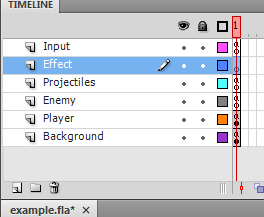 TIMELINE
1
Input
Effect
Projectiles
Enemy
Player
Background
example.fla* ×